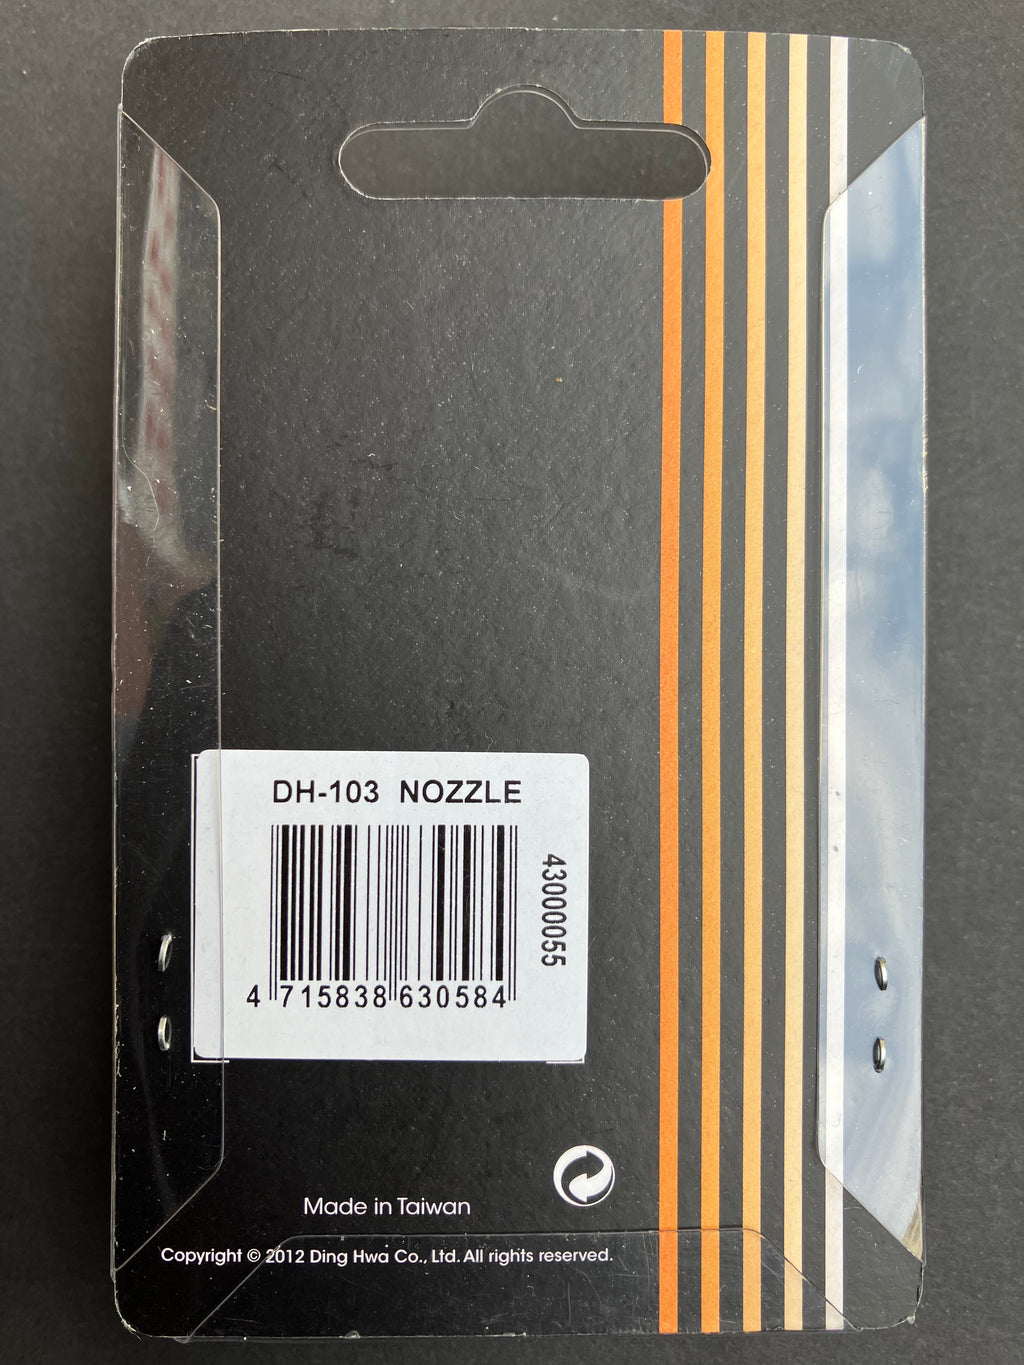 DH-103 NOZZLE
43000055
4 715838 630584
Made in Taiwan
Copyright © 2012 Ding Hwa Co., Ltd. All rights reserved.